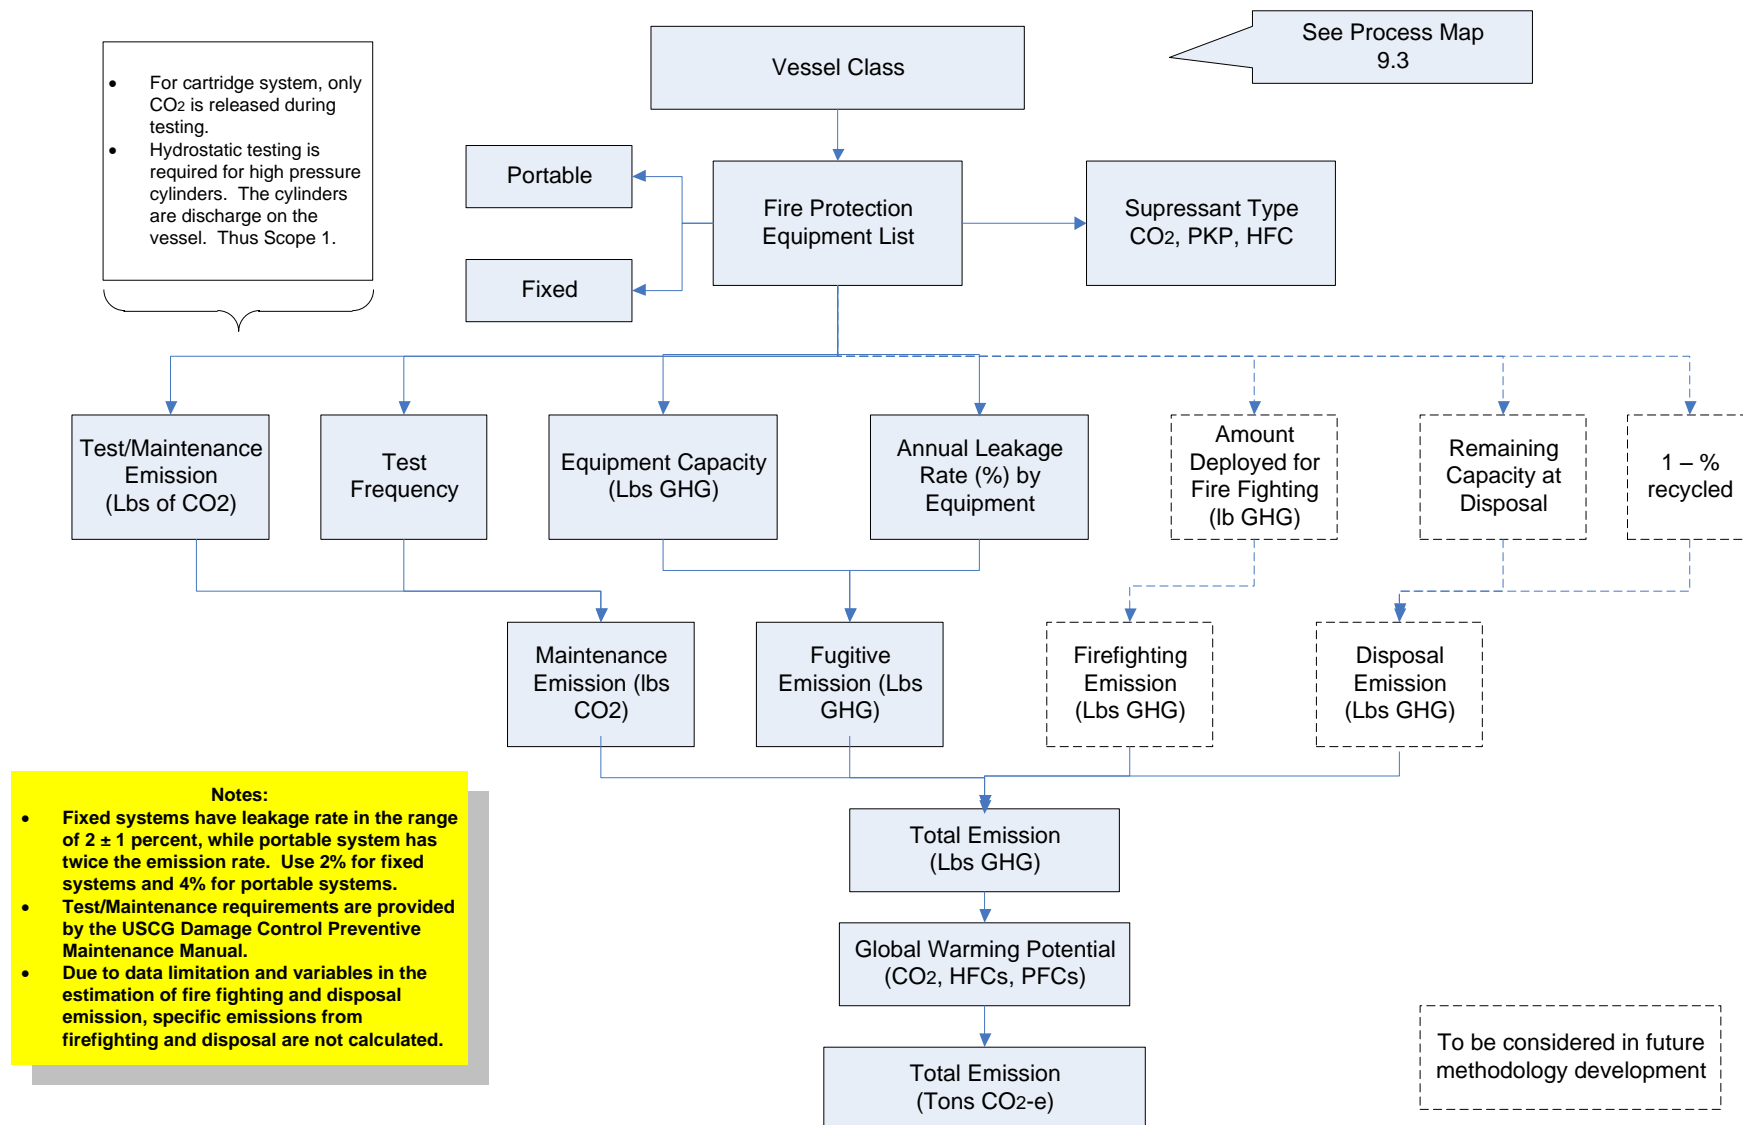 Vessel Class
See Process Map
9.3
• For cartridge system, only
CO2 is released during
testing.
• Hydrostatic testing is
required for high pressure
cylinders. The cylinders
are discharge on the
vessel. Thus Scope 1.
Portable
Fixed
Fire Protection
Equipment List
Supressant Type
CO2, PKP, HFC
Test/Maintenance
Emission
(Lbs of CO2)
Test
Frequency
Equipment Capacity
(Lbs GHG)
Annual Leakage
Rate (%) by
Equipment
Amount
Deployed for
Fire Fighting
(lb GHG)
Remaining
Capacity at
Disposal
1 – %
recycled
Maintenance
Emission (lbs
CO2)
Fugitive
Emission (Lbs
GHG)
Firefighting
Emission
(Lbs GHG)
Disposal
Emission
(Lbs GHG)
Notes:
• Fixed systems have leakage rate in the range
of 2 ± 1 percent, while portable system has
twice the emission rate. Use 2% for fixed
systems and 4% for portable systems.
• Test/Maintenance requirements are provided
by the USCG Damage Control Preventive
Maintenance Manual.
• Due to data limitation and variables in the
estimation of fire fighting and disposal
emission, specific emissions from
firefighting and disposal are not calculated.
Total Emission
(Lbs GHG)
Global Warming Potential
(CO2, HFCs, PFCs)
Total Emission
(Tons CO2-e)
To be considered in future
methodology development